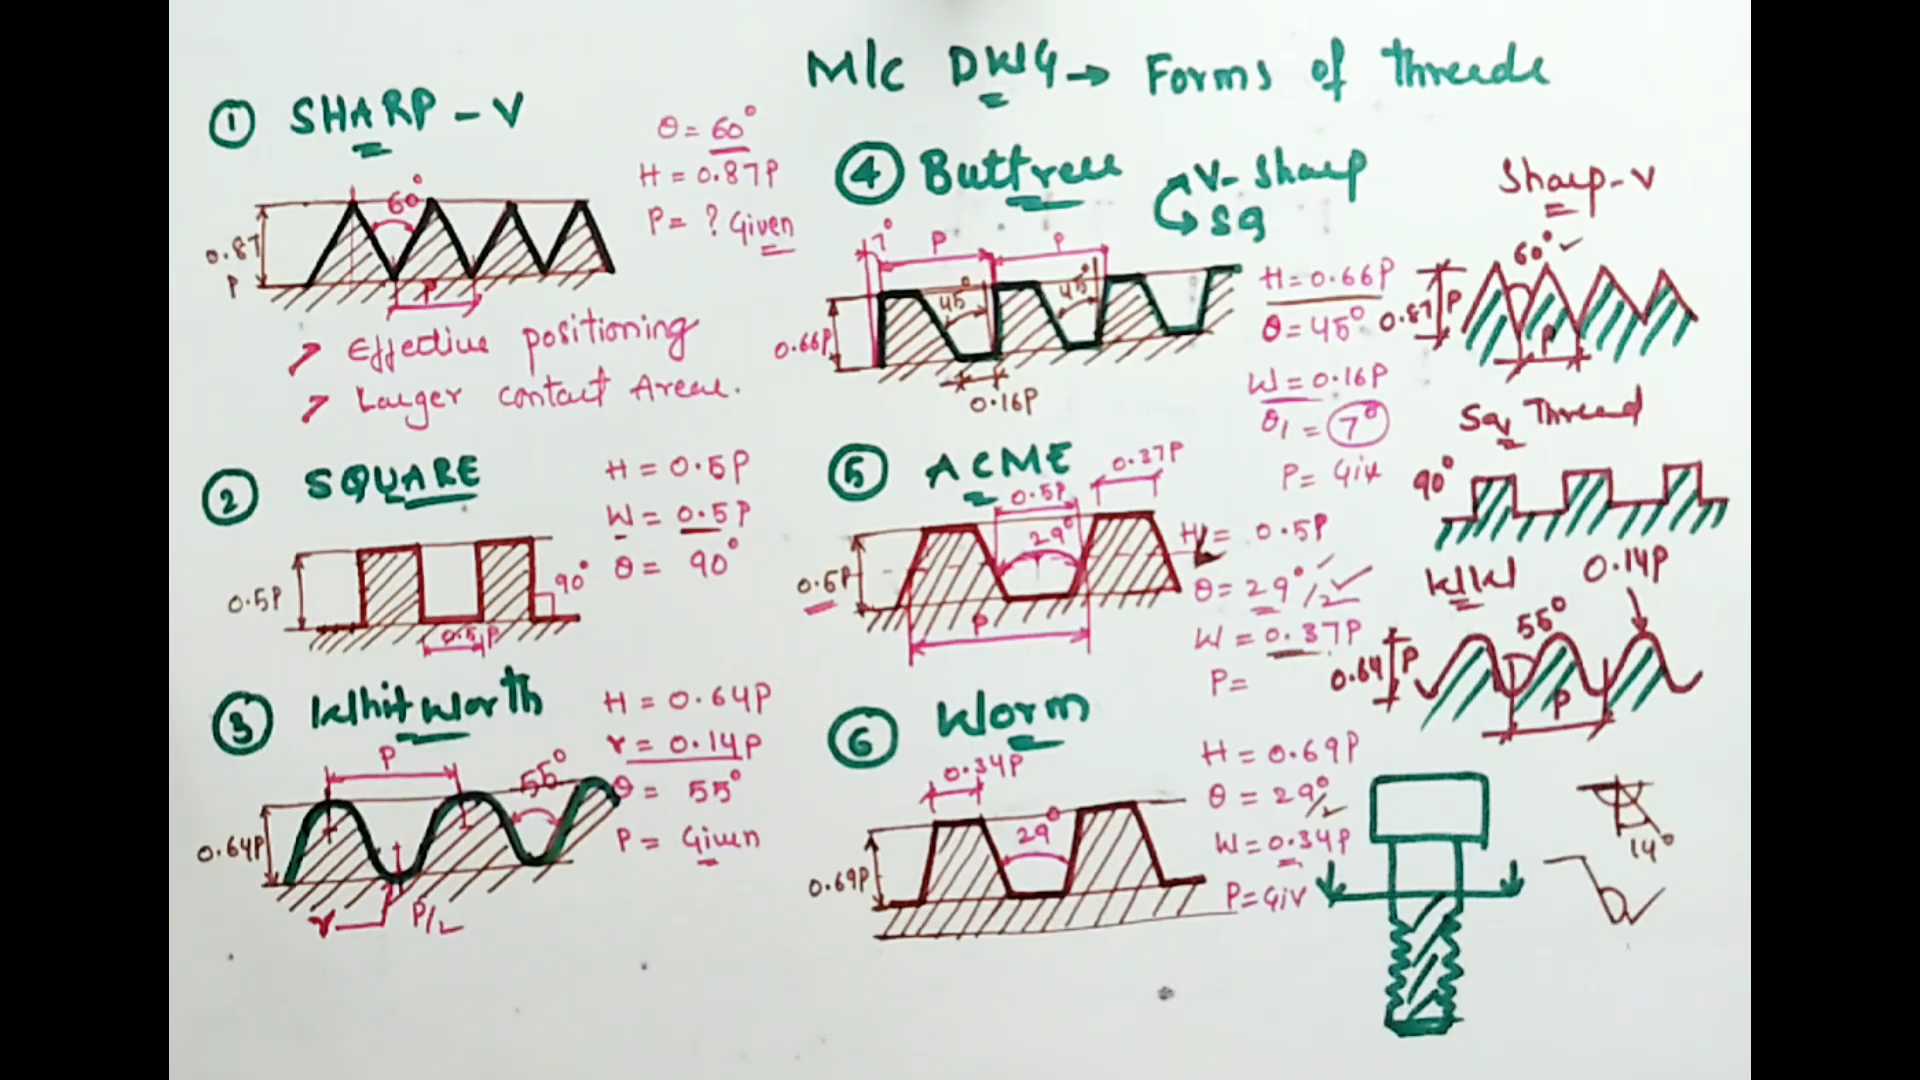 M/c DWG → Forms of threads
① SHARP - V
θ = 60°
H = 0.87P
P = ? Given
60°
0.87
P
P
↗ Effective positioning
↗ Larger contact Area.
② SQUARE
H = 0.5P
W = 0.5P
θ = 90°
0.5P
90°
0.5P
③ Whitworth
H = 0.64P
r = 0.14P
θ = 55°
P = Given
P
55°
0.64P
r
P/2
④ Buttress
V- Sharp
Sq
7°
P
P
45°
45°
0.66P
0.16P
H = 0.66P
θ = 45°
W = 0.16P
θ1 = 7°
P = Giv
⑤ ACME
0.37P
0.5P
29°
0.5P
P
H = 0.5P
θ = 29°/2
W = 0.37P
P =
⑥ Worm
0.34P
29°
0.69P
H = 0.69P
θ = 29°/2
W = 0.34P
P = Giv
Sharp-V
60°
0.87 P
P
Sq Thread
90°
WW
0.14P
55°
0.64 P
P
14°